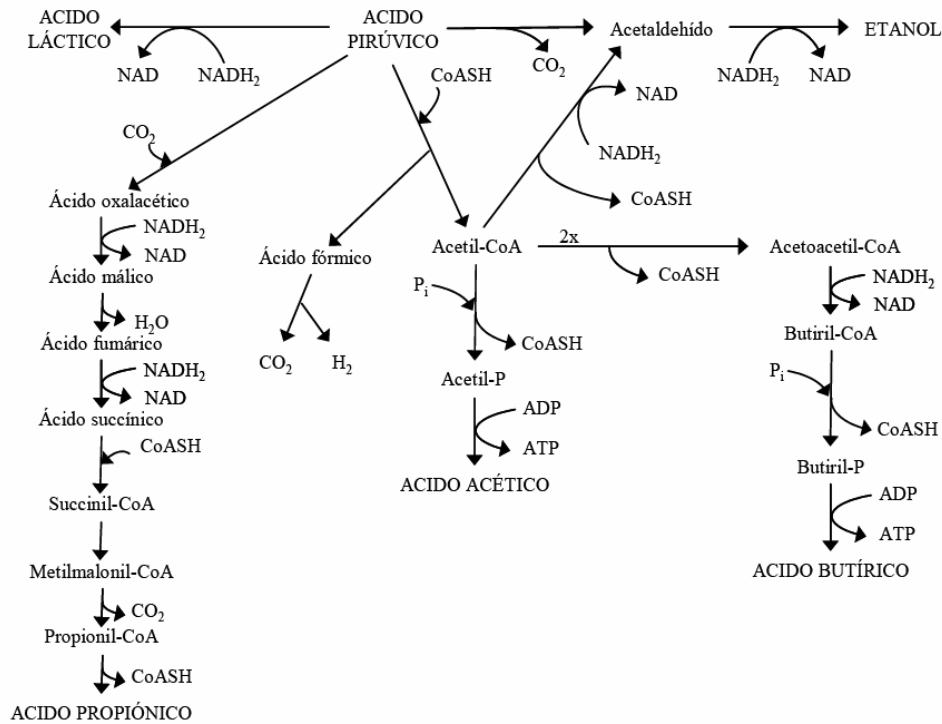 ACIDO
LÁCTICO
NAD
NADH₂
ACIDO
PIRÚVICO
CO₂
Acetaldehído
NADH₂
NAD
ETANOL
CoASH
NAD
NADH₂
CoASH
CO₂
Ácido oxalacético
NADH₂
NAD
Ácido málico
H₂O
Ácido fumárico
NADH₂
NAD
Ácido succínico
CoASH
Succinil-CoA
Metilmalonil-CoA
CO₂
Propionil-CoA
CoASH
ACIDO PROPIÓNICO
Ácido fórmico
CO₂
H₂
Acetil-CoA
Pᵢ
CoASH
Acetil-P
ADP
ATP
ACIDO ACÉTICO
2x
CoASH
Acetoacetil-CoA
NADH₂
NAD
Butiril-CoA
Pᵢ
CoASH
Butiril-P
ADP
ATP
ACIDO BUTÍRICO